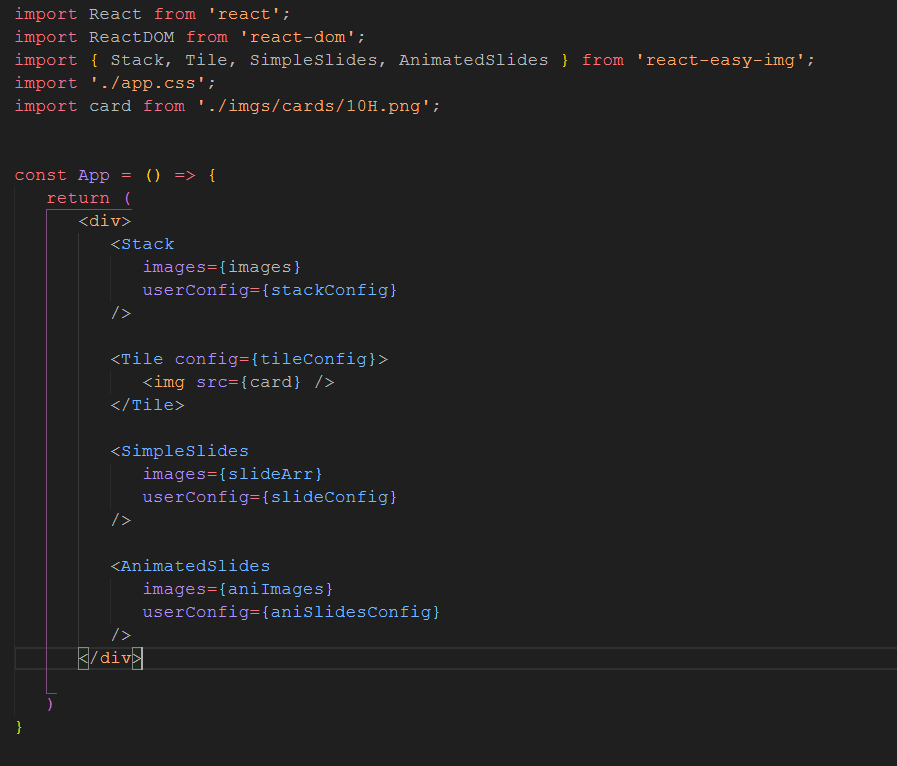 import React from 'react';
import ReactDOM from 'react-dom';
import { Stack, Tile, SimpleSlides, AnimatedSlides } from 'react-easy-img';
import './app.css';
import card from './imgs/cards/10H.png';
const App = () => {
return (
<div>
<Stack
images={images}
userConfig={stackConfig}
/>
<Tile config={tileConfig}>
<img src={card} />
</Tile>
<SimpleSlides
images={slideArr}
userConfig={slideConfig}
/>
<AnimatedSlides
images={aniImages}
userConfig={aniSlidesConfig}
/>
</div>
)
}